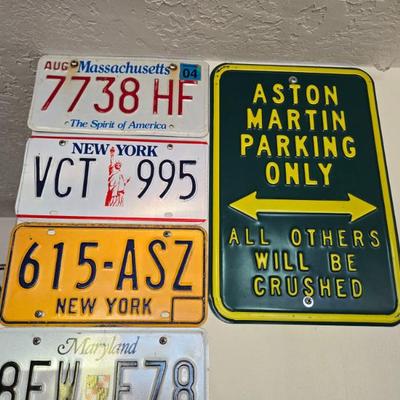 AUG Massachusetts 04
7738 HF
The Spirit of America
NEW YORK
VCT 995
615-ASZ
NEW YORK
Maryland
ASTON
MARTIN
PARKING
ONLY
ALL OTHERS
WILL BE
CRUSHED